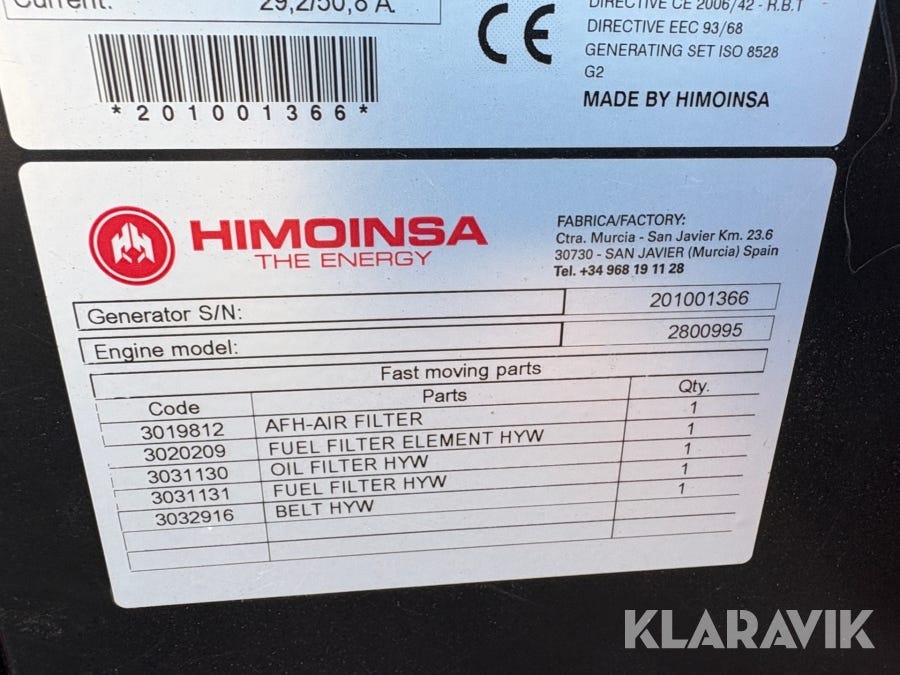 Current: 29,2/50,8 A.
*201001366*
DIRECTIVE CE 2006/42 - R.B.T
DIRECTIVE EEC 93/68
GENERATING SET ISO 8528
G2
MADE BY HIMOINSA
CE
HIMOINSA
THE ENERGY
FABRICA/FACTORY:
Ctra. Murcia - San Javier Km. 23.6
30730 - SAN JAVIER (Murcia) Spain
Tel. +34 968 19 11 28
Generator S/N: 201001366
Engine model: 2800995
Fast moving parts
Code Parts Qty.
3019812 AFH-AIR FILTER 1
3020209 FUEL FILTER ELEMENT HYW 1
3031130 OIL FILTER HYW 1
3031131 FUEL FILTER HYW 1
3032916 BELT HYW 1
KLARAVIK